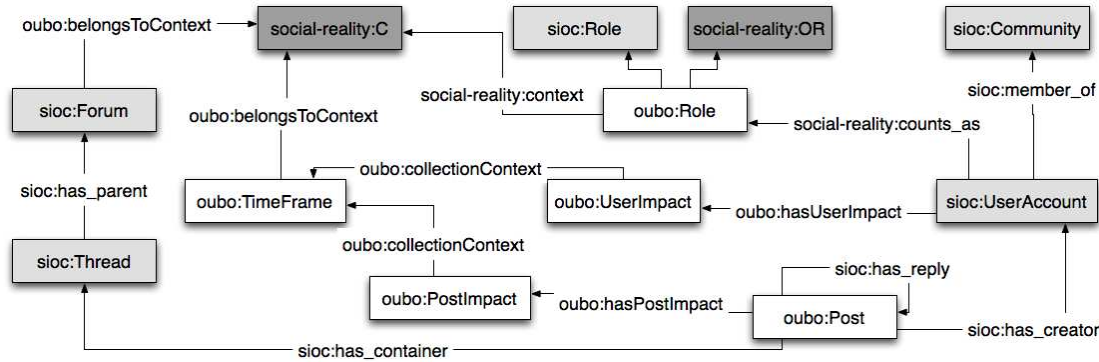 oubo:belongsToContext
social-reality:C
sioc:Role
social-reality:OR
sioc:Community
sioc:Forum
social-reality:context
oubo:Role
sioc:member_of
oubo:belongsToContext
social-reality:counts_as
oubo:collectionContext
sioc:has_parent
oubo:TimeFrame
oubo:UserImpact
oubo:hasUserImpact
sioc:UserAccount
oubo:collectionContext
sioc:Thread
sioc:has_reply
oubo:PostImpact
oubo:hasPostImpact
oubo:Post
sioc:has_creator
sioc:has_container